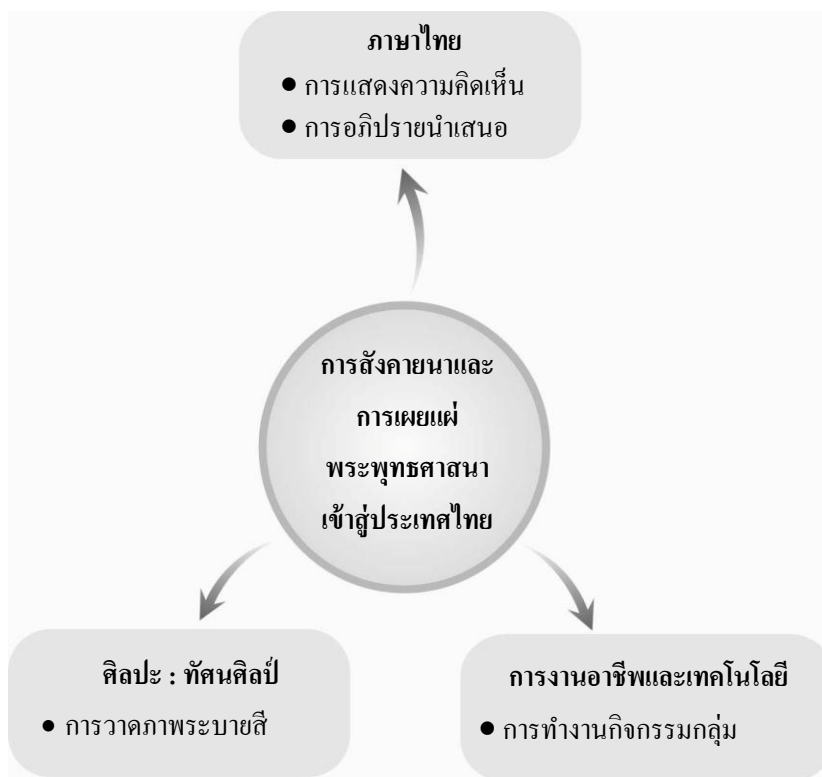 ภาษาไทย
● การแสดงความคิดเห็น
● การอภิปรายนำเสนอ
การสังคายนาและ
การเผยแผ่
พระพุทธศาสนา
เข้าสู่ประเทศไทย
ศิลปะ : ทัศนศิลป์
● การวาดภาพระบายสี
การงานอาชีพและเทคโนโลยี
● การทำงานกิจกรรมกลุ่ม